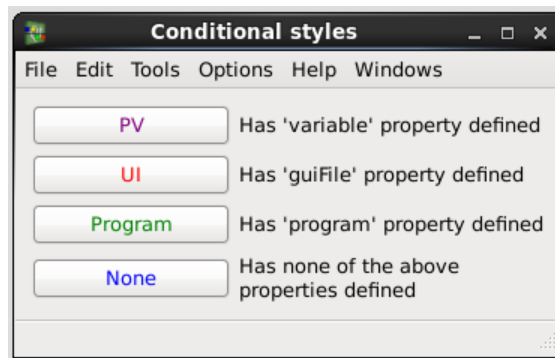 Conditional styles
File Edit Tools Options Help Windows
PV Has 'variable' property defined
UI Has 'guiFile' property defined
Program Has 'program' property defined
None Has none of the above
properties defined